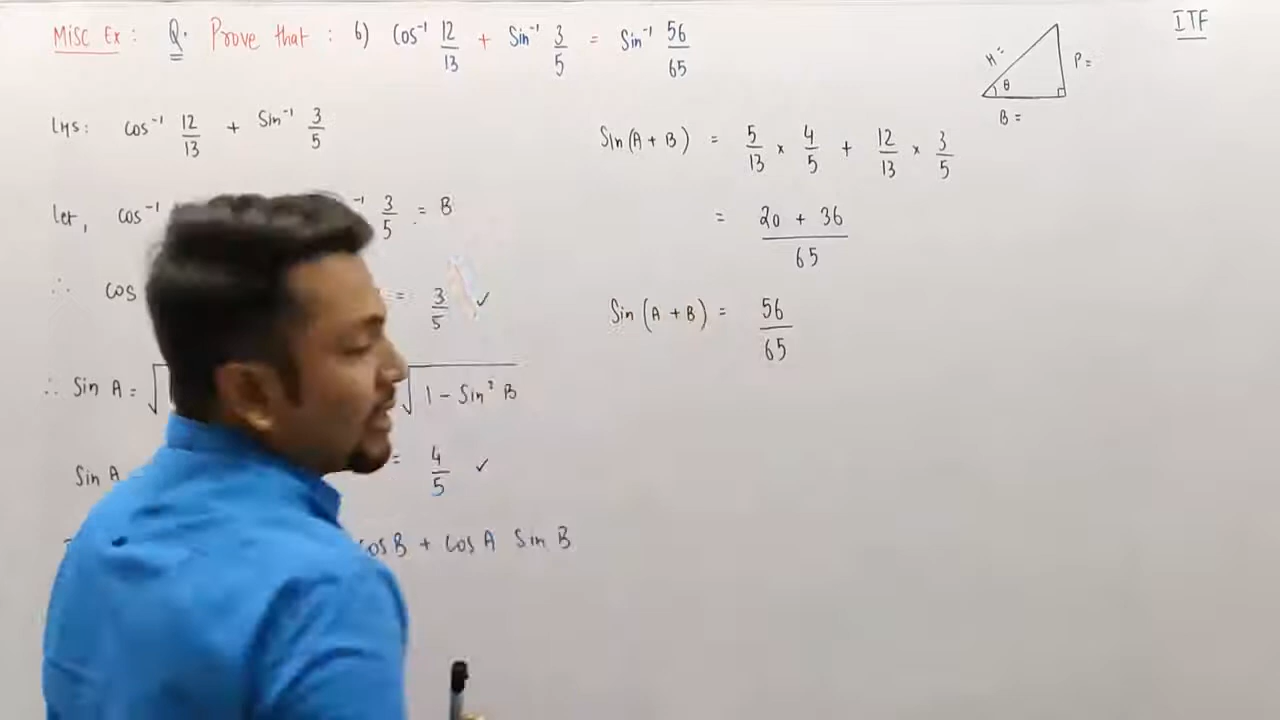 Misc Ex : Q. Prove that : 6) Cos⁻¹ 12/13 + Sin⁻¹ 3/5 = Sin⁻¹ 56/65
ITF
H =
θ
P =
B =
LHS: cos⁻¹ 12/13 + Sin⁻¹ 3/5
Let, cos⁻¹ ⁻¹ 3/5 = B
∴ cos = 3/5 ✓
∴ Sin A = √ √1 - Sin² B
Sin A = 4/5 ✓
cosB + cosA Sin B
Sin(A + B) = 5/13 × 4/5 + 12/13 × 3/5
= 20 + 36/65
Sin(A + B) = 56/65